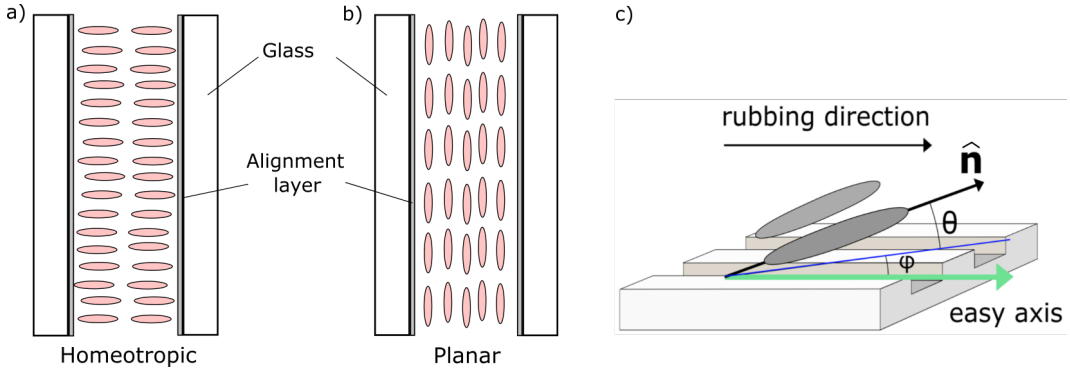 a)
b)
c)
Glass
Alignment
layer
Homeotropic
Planar
rubbing direction
n̂
θ
φ
easy axis